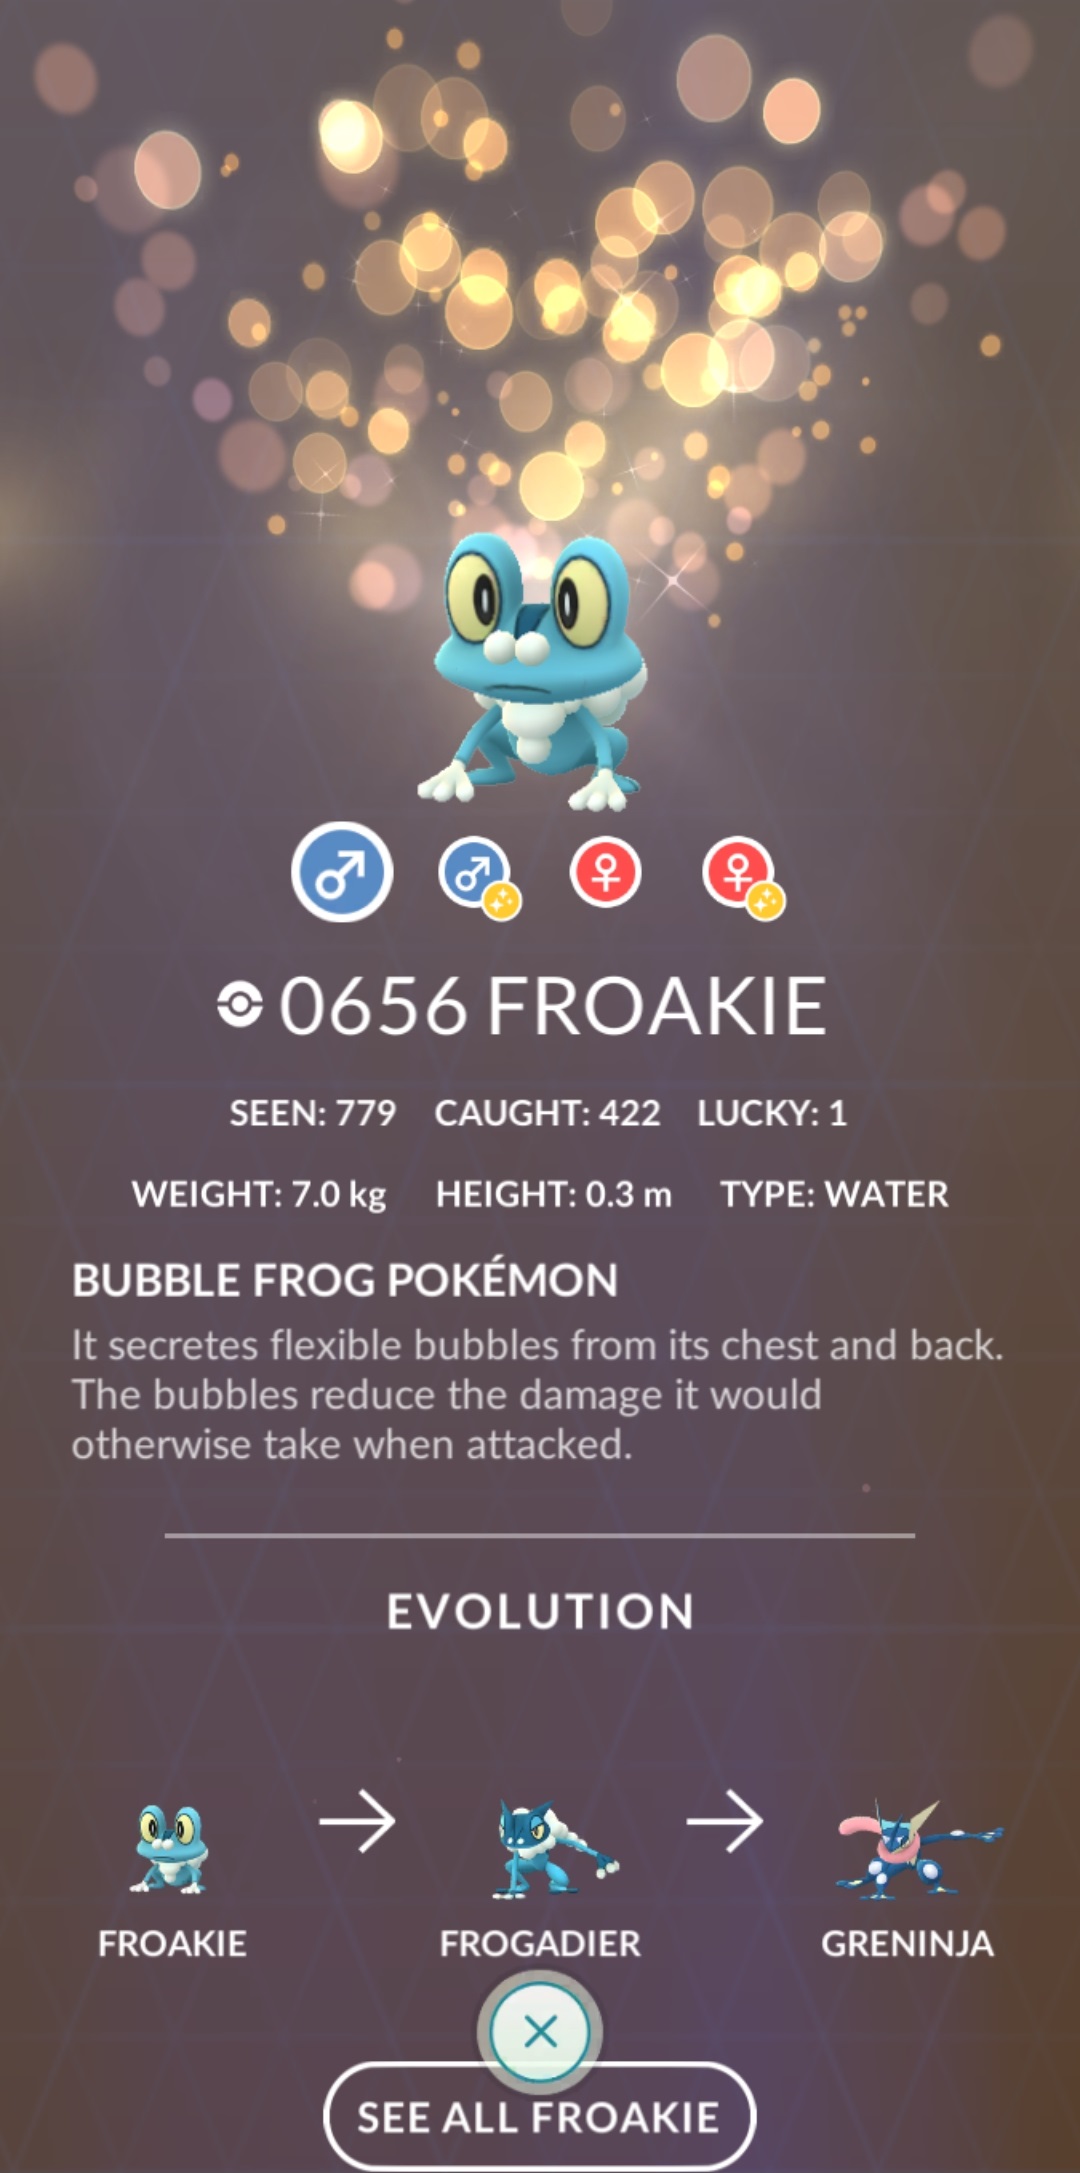 0656 FROAKIE
SEEN: 779 CAUGHT: 422 LUCKY: 1
WEIGHT: 7.0 kg HEIGHT: 0.3 m TYPE: WATER
BUBBLE FROG POKÉMON
It secretes flexible bubbles from its chest and back.
The bubbles reduce the damage it would
otherwise take when attacked.
EVOLUTION
FROAKIE FROGADIER GRENINJA
SEE ALL FROAKIE